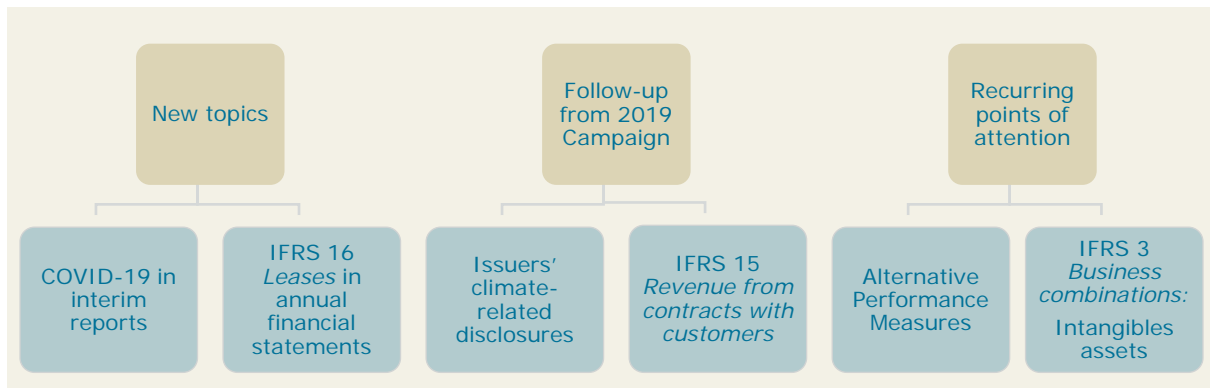 New topics
COVID-19 in
interim
reports
IFRS 16
Leases in
annual
financial
statements
Follow-up
from 2019
Campaign
Issuers’
climate-
related
disclosures
IFRS 15
Revenue from
contracts with
customers
Recurring
points of
attention
Alternative
Performance
Measures
IFRS 3
Business
combinations:
Intangibles
assets